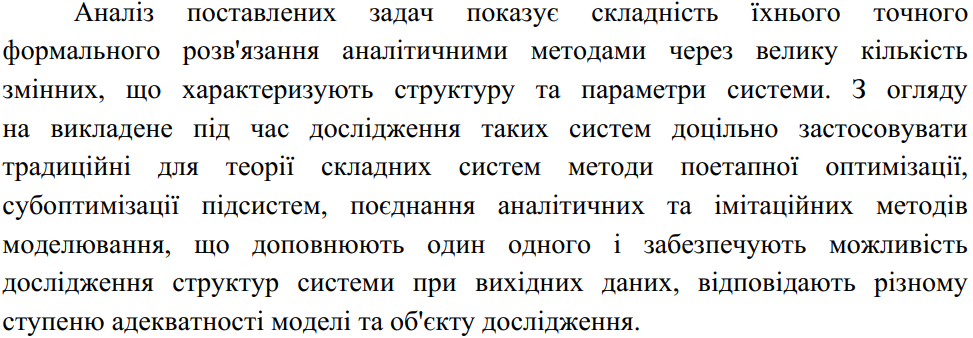 Аналіз поставлених задач показує складність їхнього точного
формального розв'язання аналітичними методами через велику кількість
змінних, що характеризують структуру та параметри системи. З огляду
на викладене під час дослідження таких систем доцільно застосовувати
традиційні для теорії складних систем методи поетапної оптимізації,
субоптимізації підсистем, поєднання аналітичних та імітаційних методів
моделювання, що доповнюють один одного і забезпечують можливість
дослідження структур системи при вихідних даних, відповідають різному
ступеню адекватності моделі та об'єкту дослідження.